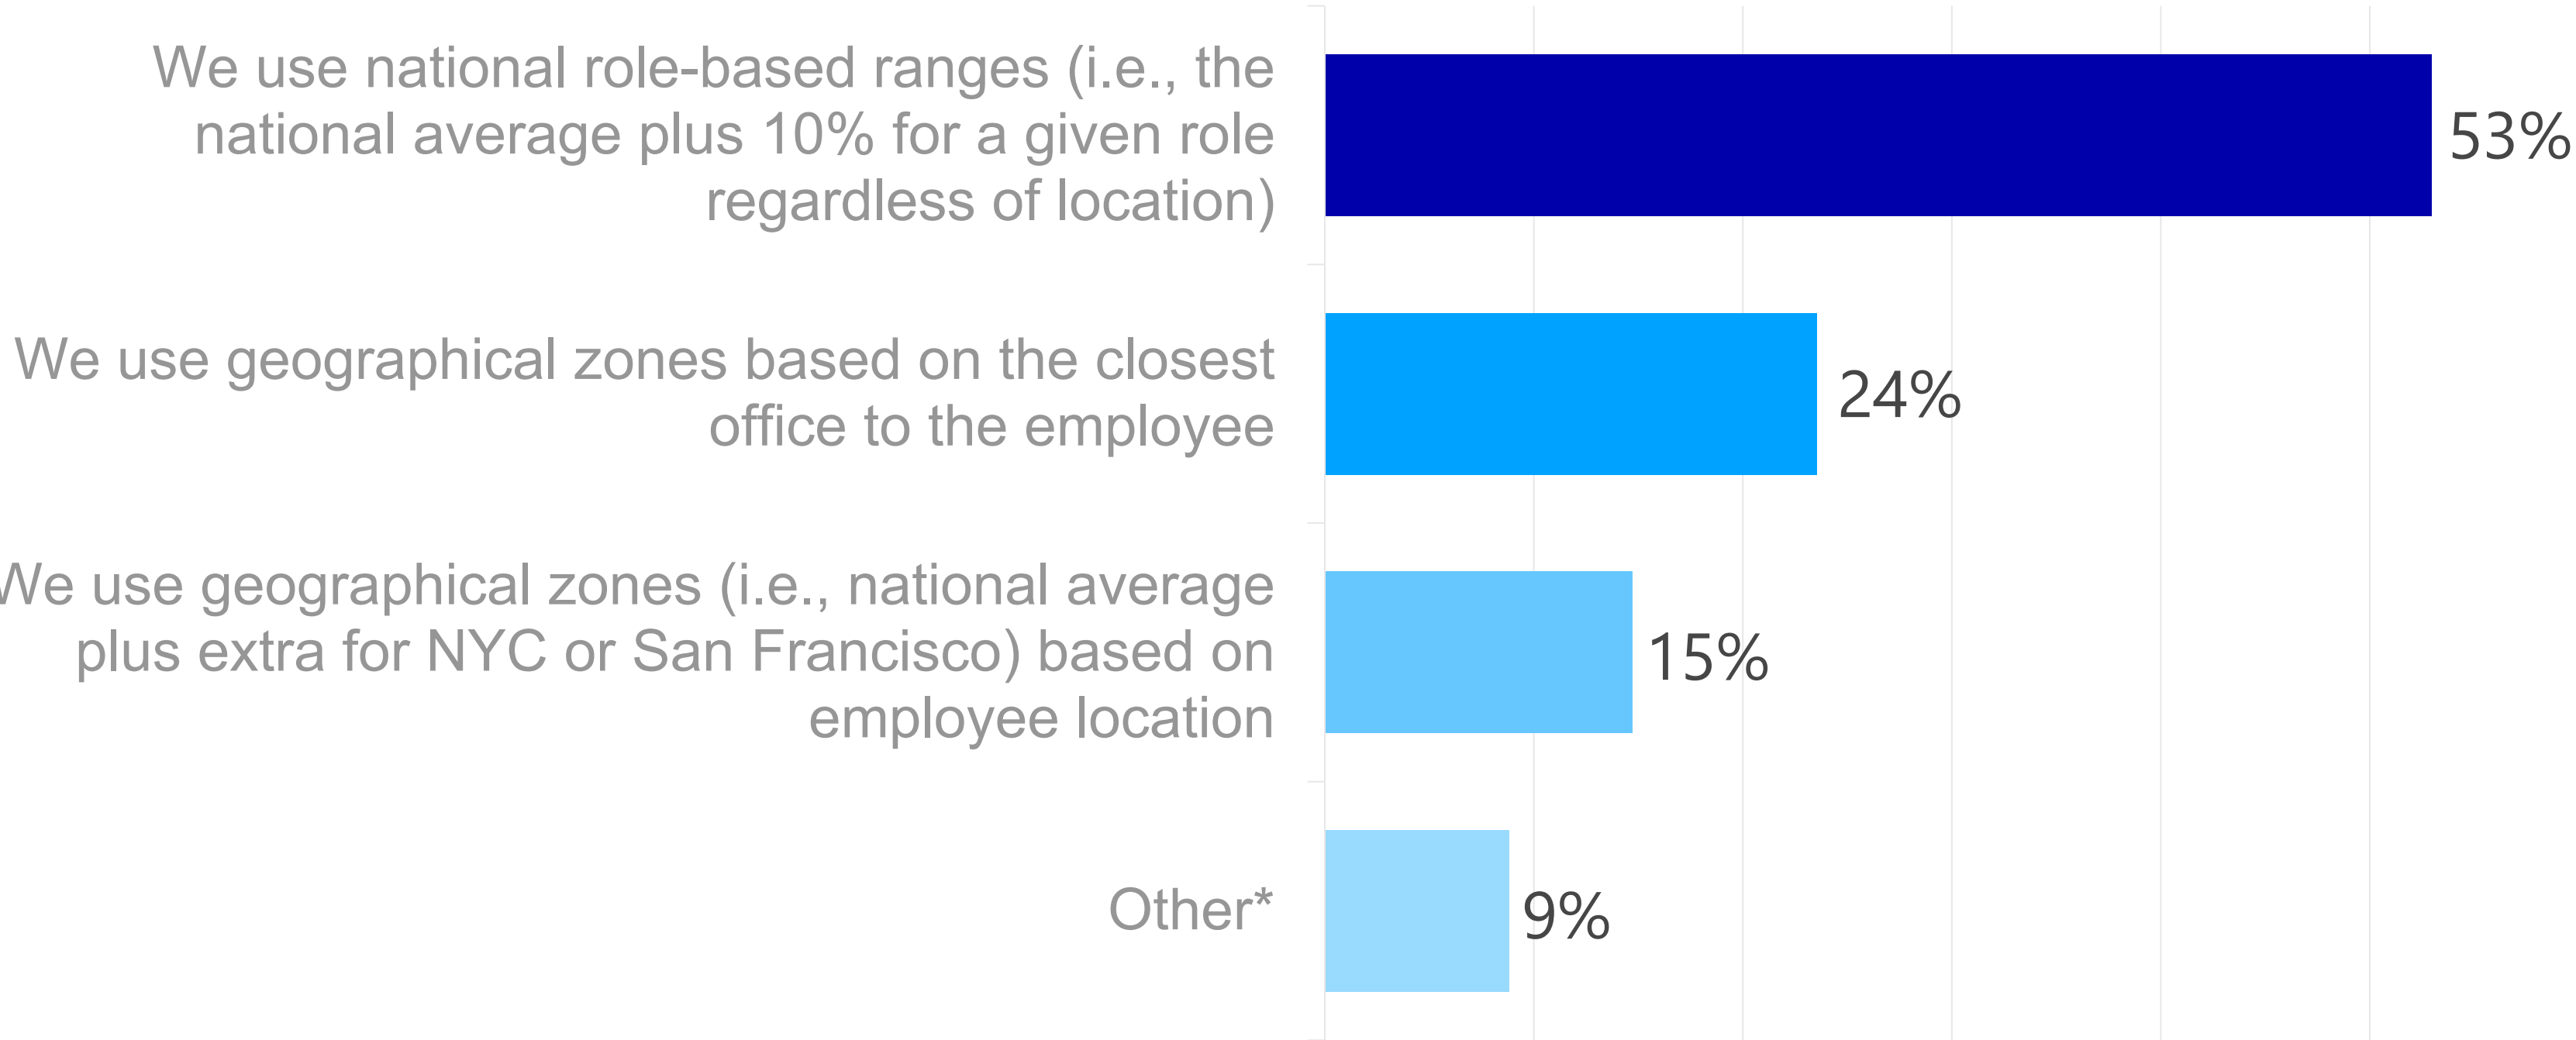 We use national role-based ranges (i.e., the
national average plus 10% for a given role
regardless of location)
53%
We use geographical zones based on the closest
office to the employee
24%
We use geographical zones (i.e., national average
plus extra for NYC or San Francisco) based on
employee location
15%
Other*
9%